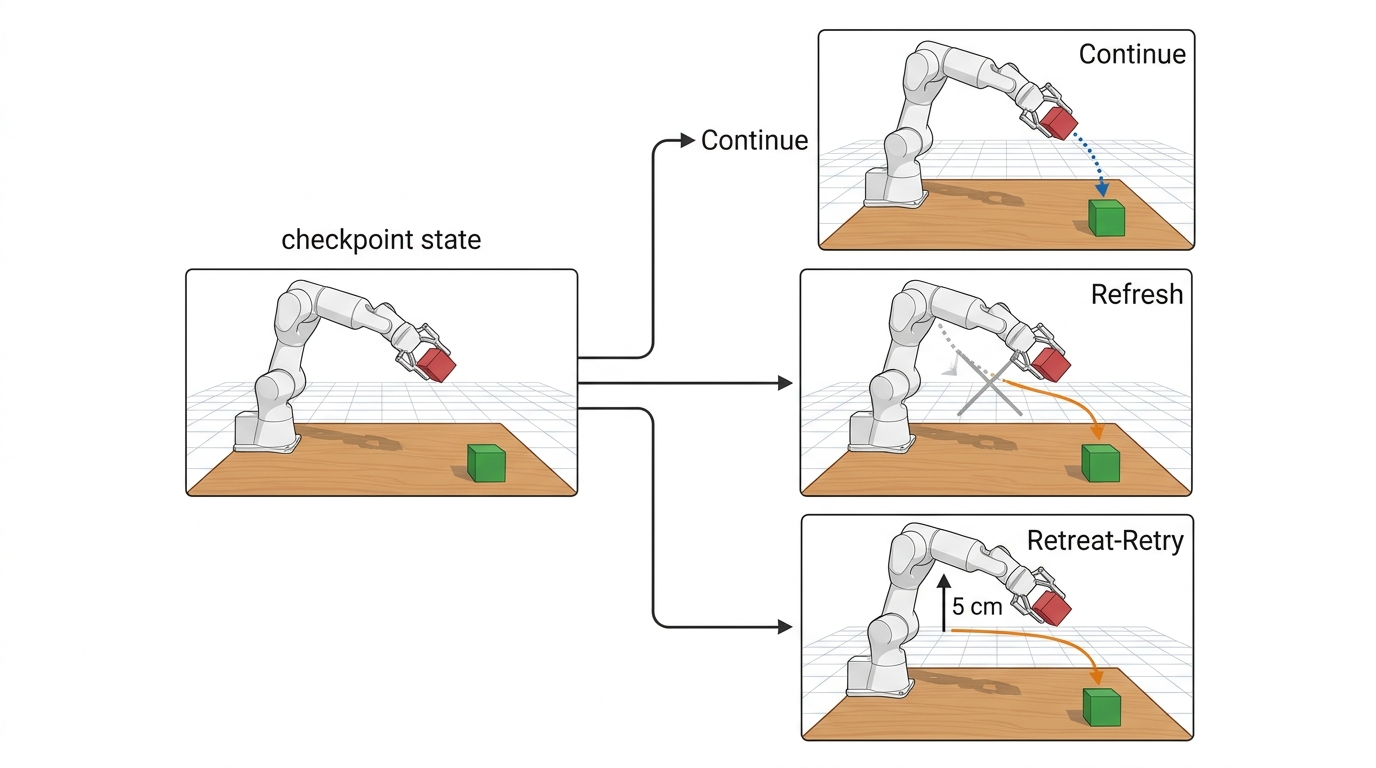 checkpoint state
Continue
Continue
Refresh
Retreat-Retry
5 cm